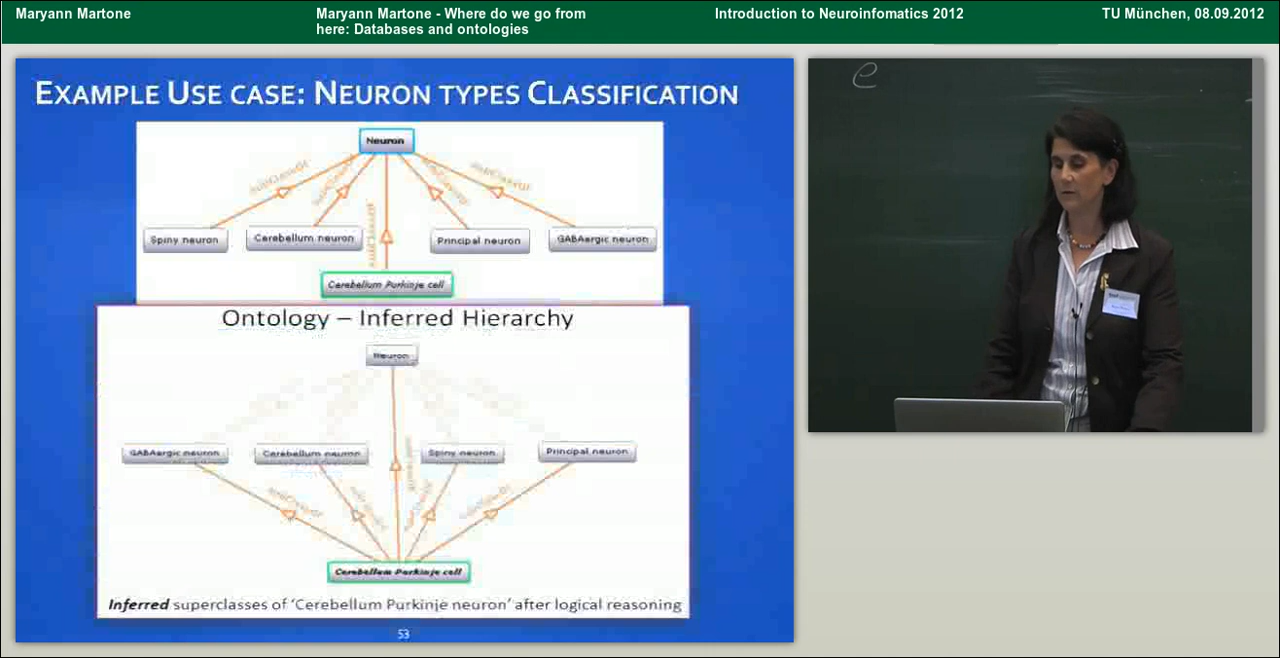 Maryann Martone
Maryann Martone - Where do we go from
here: Databases and ontologies
Introduction to Neuroinfomatics 2012
TU München, 08.09.2012
EXAMPLE USE CASE: NEURON TYPES CLASSIFICATION
Neuron
Spiny neuron
Cerebellum neuron
Principal neuron
GABAergic neuron
Cerebellum Purkinje cell
Ontology – Inferred Hierarchy
Neuron
GABAergic neuron
Cerebellum neuron
Spiny neuron
Principal neuron
Cerebellum Purkinje cell
Inferred superclasses of ‘Cerebellum Purkinje neuron’ after logical reasoning
53
e